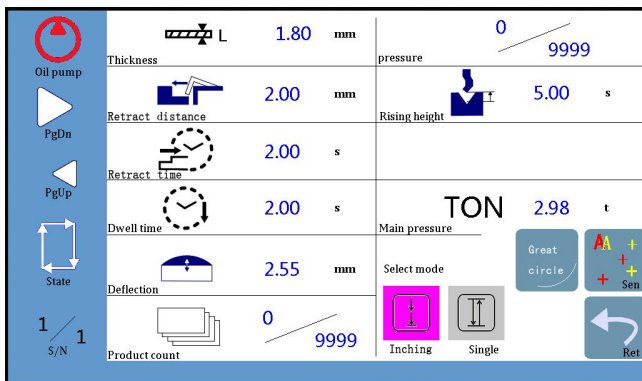 Oil pump
PgDn
PgUp
State
1/1
S/N
L 1.80 mm
Thickness
2.00 mm
Retract distance
2.00 s
Retract time
2.00 s
Dwell time
2.55 mm
Deflection
0/9999
Product count
0/9999
pressure
5.00 s
Rising height
TON 2.98 t
Main pressure
Select mode
Inching
Single
Great
circle
AA
Sen
Ret